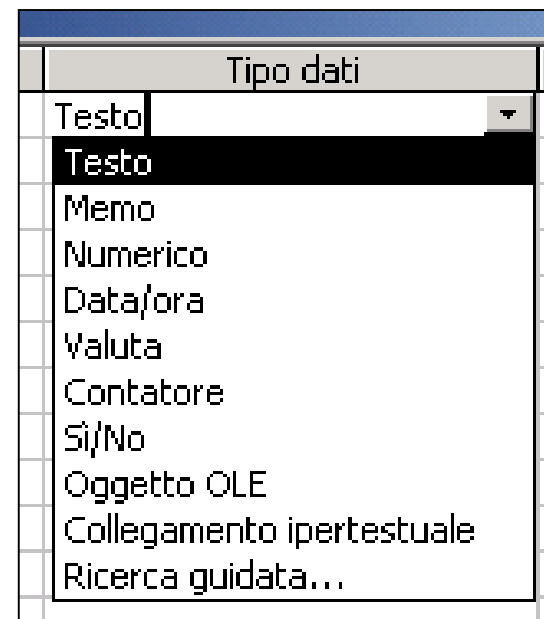 Tipo dati
Testo
Testo
Memo
Numerico
Data/ora
Valuta
Contatore
Sì/No
Oggetto OLE
Collegamento ipertestuale
Ricerca guidata...